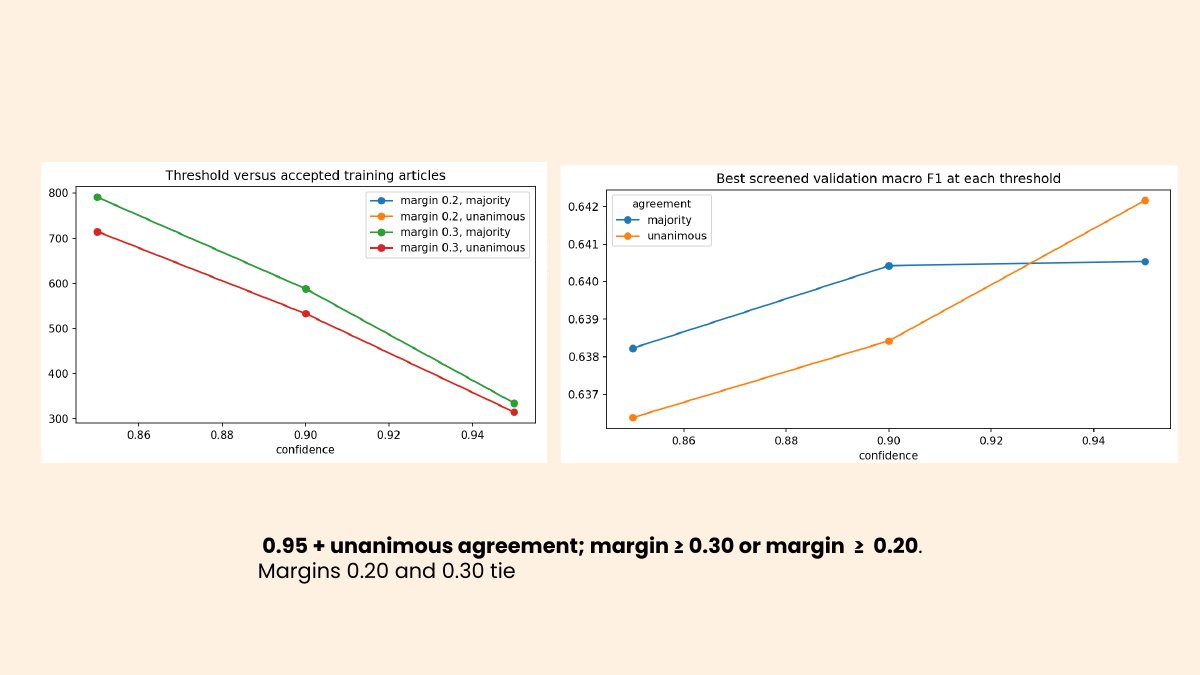 Threshold versus accepted training articles
800
700
600
500
400
300
margin 0.2, majority
margin 0.2, unanimous
margin 0.3, majority
margin 0.3, unanimous
0.86 0.88 0.90 0.92 0.94
confidence
Best screened validation macro F1 at each threshold
0.642
0.641
0.640
0.639
0.638
0.637
agreement
majority
unanimous
0.86 0.88 0.90 0.92 0.94
confidence
0.95 + unanimous agreement; margin ≥ 0.30 or margin ≥ 0.20.
Margins 0.20 and 0.30 tie